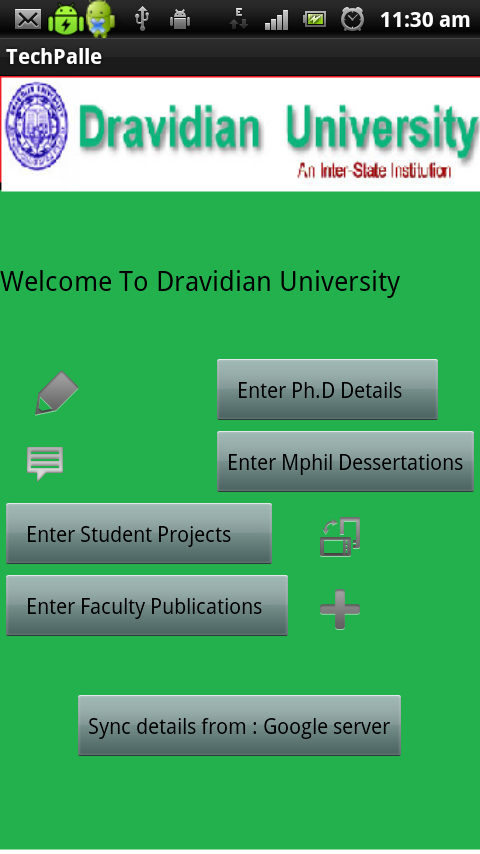 E
11:30 am
TechPalle
Dravidian University
An Inter-State Institution
Welcome To Dravidian University
Enter Ph.D Details
Enter Mphil Dessertations
Enter Student Projects
Enter Faculty Publications
Sync details from : Google server